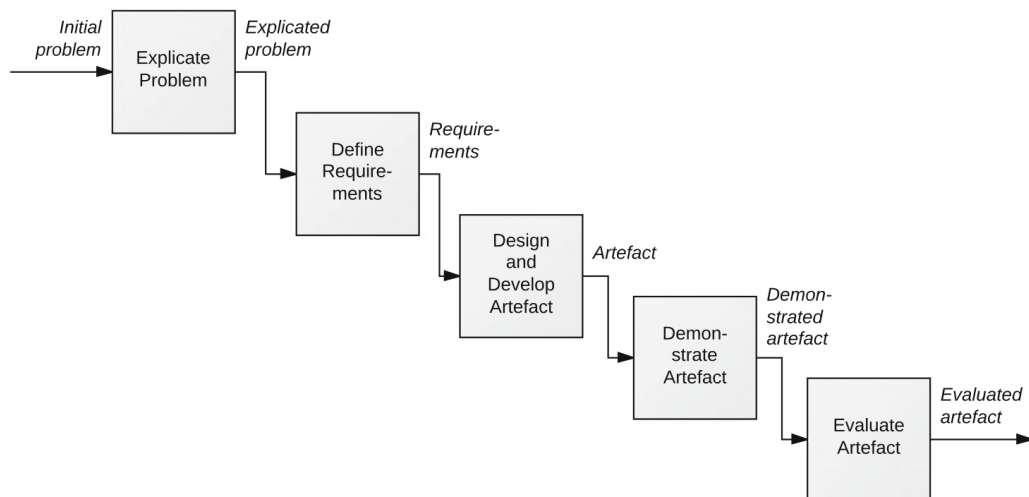 Initial
problem
Explicate
Problem
Explicated
problem
Define
Require-
ments
Require-
ments
Design
and
Develop
Artefact
Artefact
Demon-
strate
Artefact
Demon-
strated
artefact
Evaluate
Artefact
Evaluated
artefact